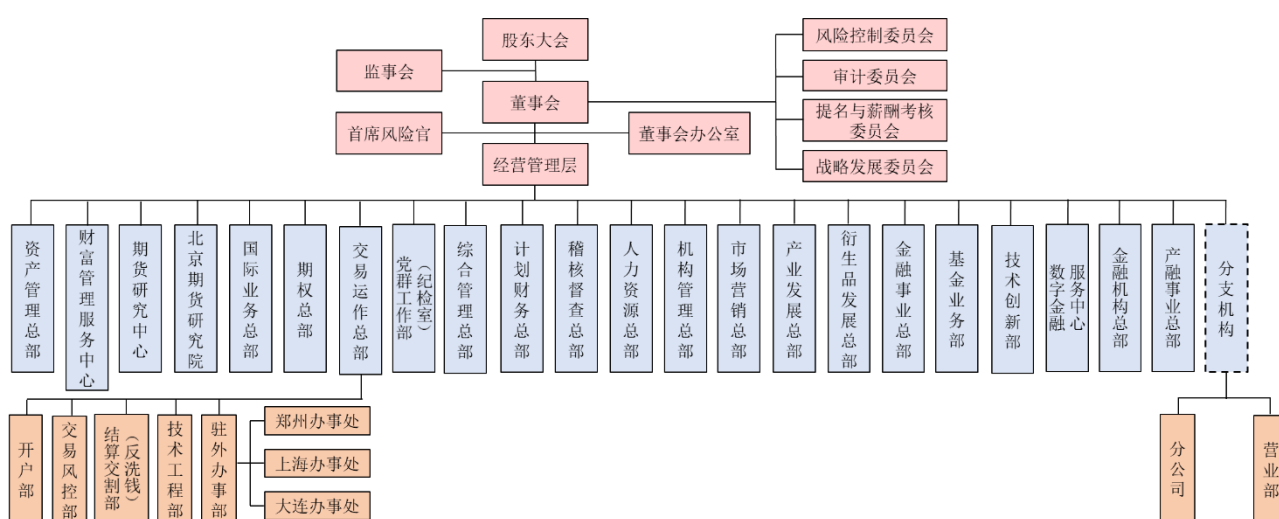 股东大会
监事会
董事会
首席风险官
董事会办公室
经营管理层
风险控制委员会
审计委员会
提名与薪酬考核
委员会
战略发展委员会
资产管理总部
财富管理服务中心
期货研究中心
北京期货研究院
国际业务总部
期权总部
交易运作总部
党群工作部
（纪检室）
综合管理总部
计划财务总部
稽核督查总部
人力资源总部
机构管理总部
市场营销总部
产业发展总部
衍生品发展总部
金融事业总部
基金业务部
技术创新部
数字金融
服务中心
金融机构总部
产融事业总部
分支机构
开户部
交易风控部
结算交割部
（反洗钱）
技术工程部
驻外办事部
郑州办事处
上海办事处
大连办事处
分公司
营业部